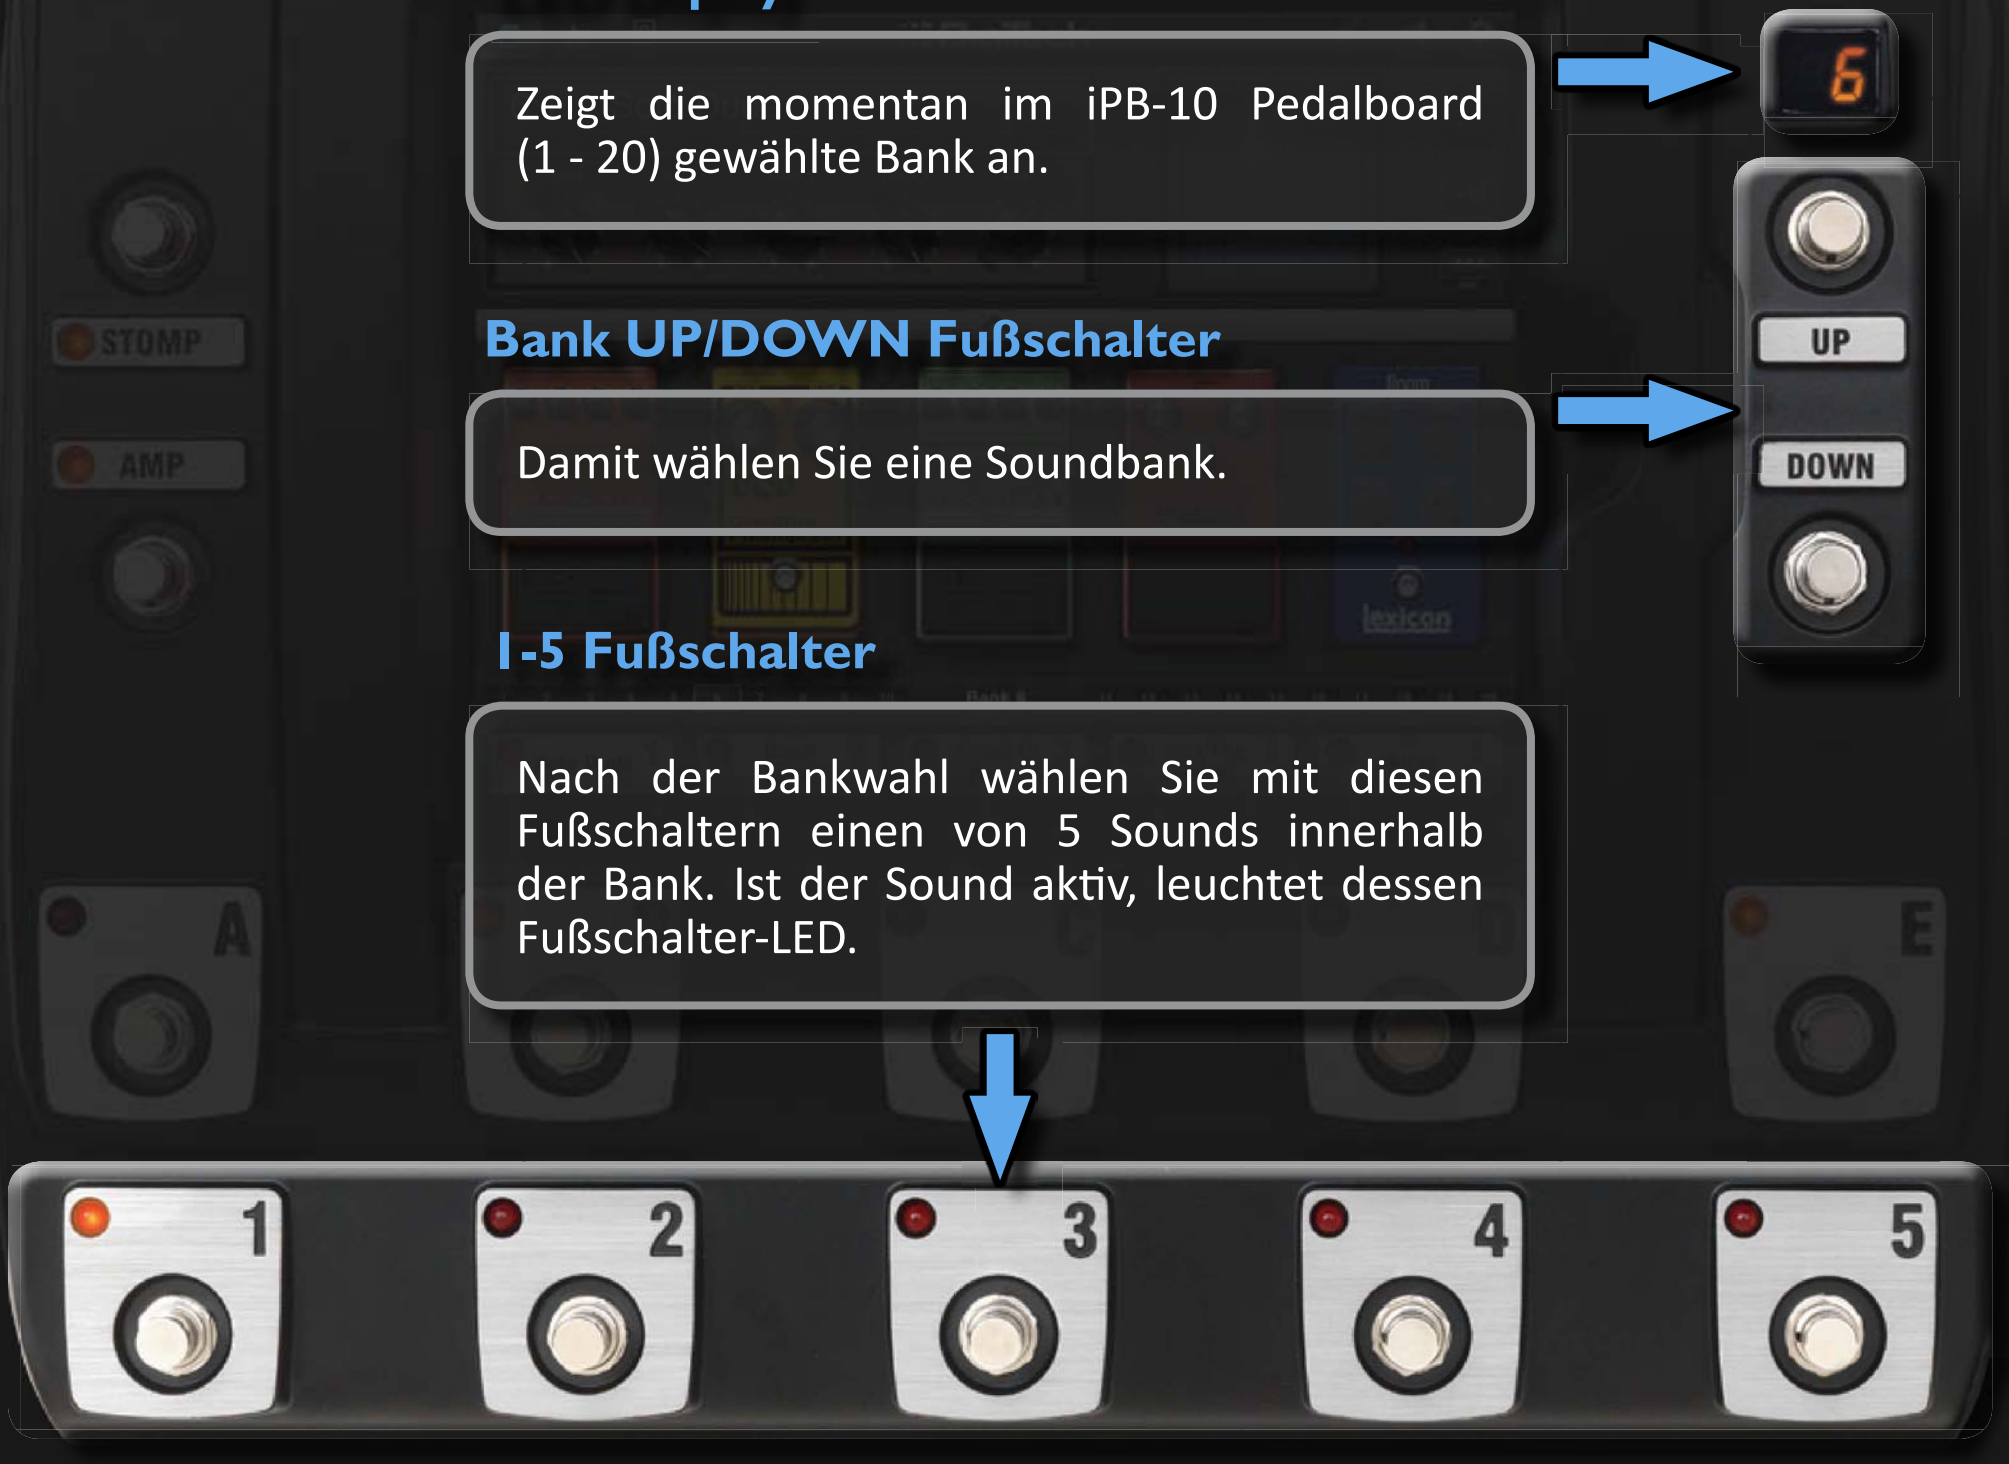 6
Zeigt die momentan im iPB-10 Pedalboard
(1 - 20) gewählte Bank an.
UP
Bank UP/DOWN Fußschalter
STOMP
Damit wählen Sie eine Soundbank.
AMP
DOWN
lexicon
1-5 Fußschalter
Nach der Bankwahl wählen Sie mit diesen
Fußschaltern einen von 5 Sounds innerhalb
der Bank. Ist der Sound aktiv, leuchtet dessen
Fußschalter-LED.
A
E
1 2 3 4 5